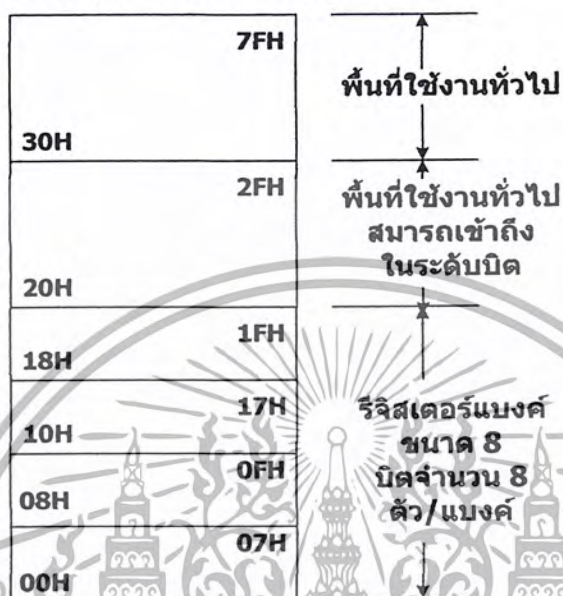 7FH
พื้นที่ใช้งานทั่วไป
30H
2FH
พื้นที่ใช้งานทั่วไป
สมารถเข้าถึง
ในระดับบิต
20H
1FH
18H
17H
10H
0FH
08H
07H
00H
รีจิสเตอร์แบงค์
ขนาด 8
บิตจำนวน 8
ตัว/แบงค์